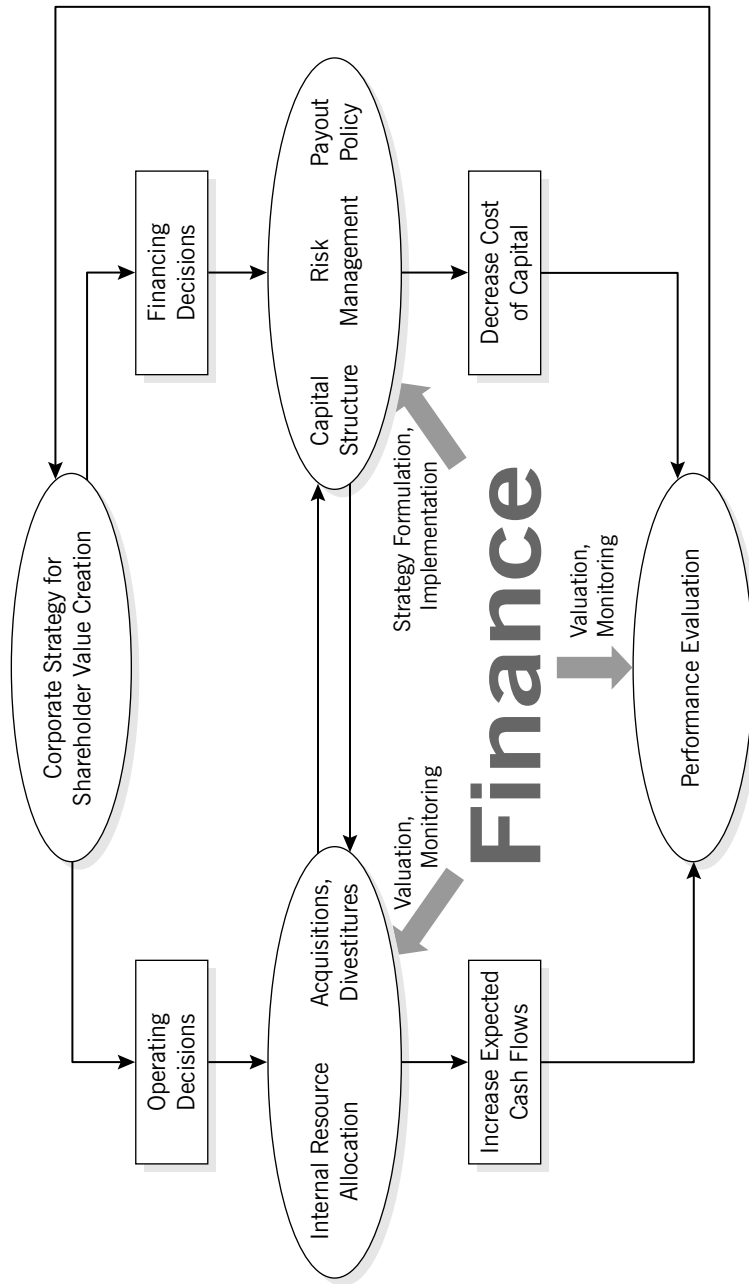 Corporate Strategy for
Shareholder Value Creation
Operating
Decisions
Financing
Decisions
Internal Resource
Allocation
Acquisitions,
Divestitures
Capital
Structure
Risk
Management
Payout
Policy
Valuation,
Monitoring
Strategy Formulation,
Implementation
Finance
Increase Expected
Cash Flows
Valuation,
Monitoring
Decrease Cost
of Capital
Performance Evaluation